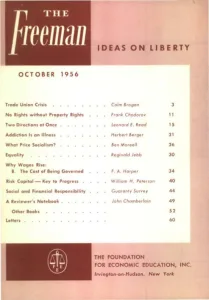 THE
Freeman
IDEAS ON LIBERTY
OCTOBER 1956
Trade Union Crisis . . . . . . . Colm Brogan 3
No Rights without Property Rights . . Frank Chodorov 11
Two Directions at Once . . . . . . Leonard E. Read 15
Addiction Is an Illness . . . . . . Herbert Berger 21
What Price Socialism? . . . . . . Ben Moreell 26
Equality . . . . . . . . . Reginald Jebb 30
Why Wages Rise:
8. The Cost of Being Governed . . . F. A. Harper 34
Risk Capital — Key to Progress . . . William H. Peterson 40
Social and Financial Responsibility . . Guaranty Survey 44
A Reviewer's Notebook . . . . . . John Chamberlain 49
Other Books . . . . . . . . 52
Letters . . . . . . . . . . 60
THE FOUNDATION
FOR ECONOMIC EDUCATION, INC.
Irvington-on-Hudson, New York